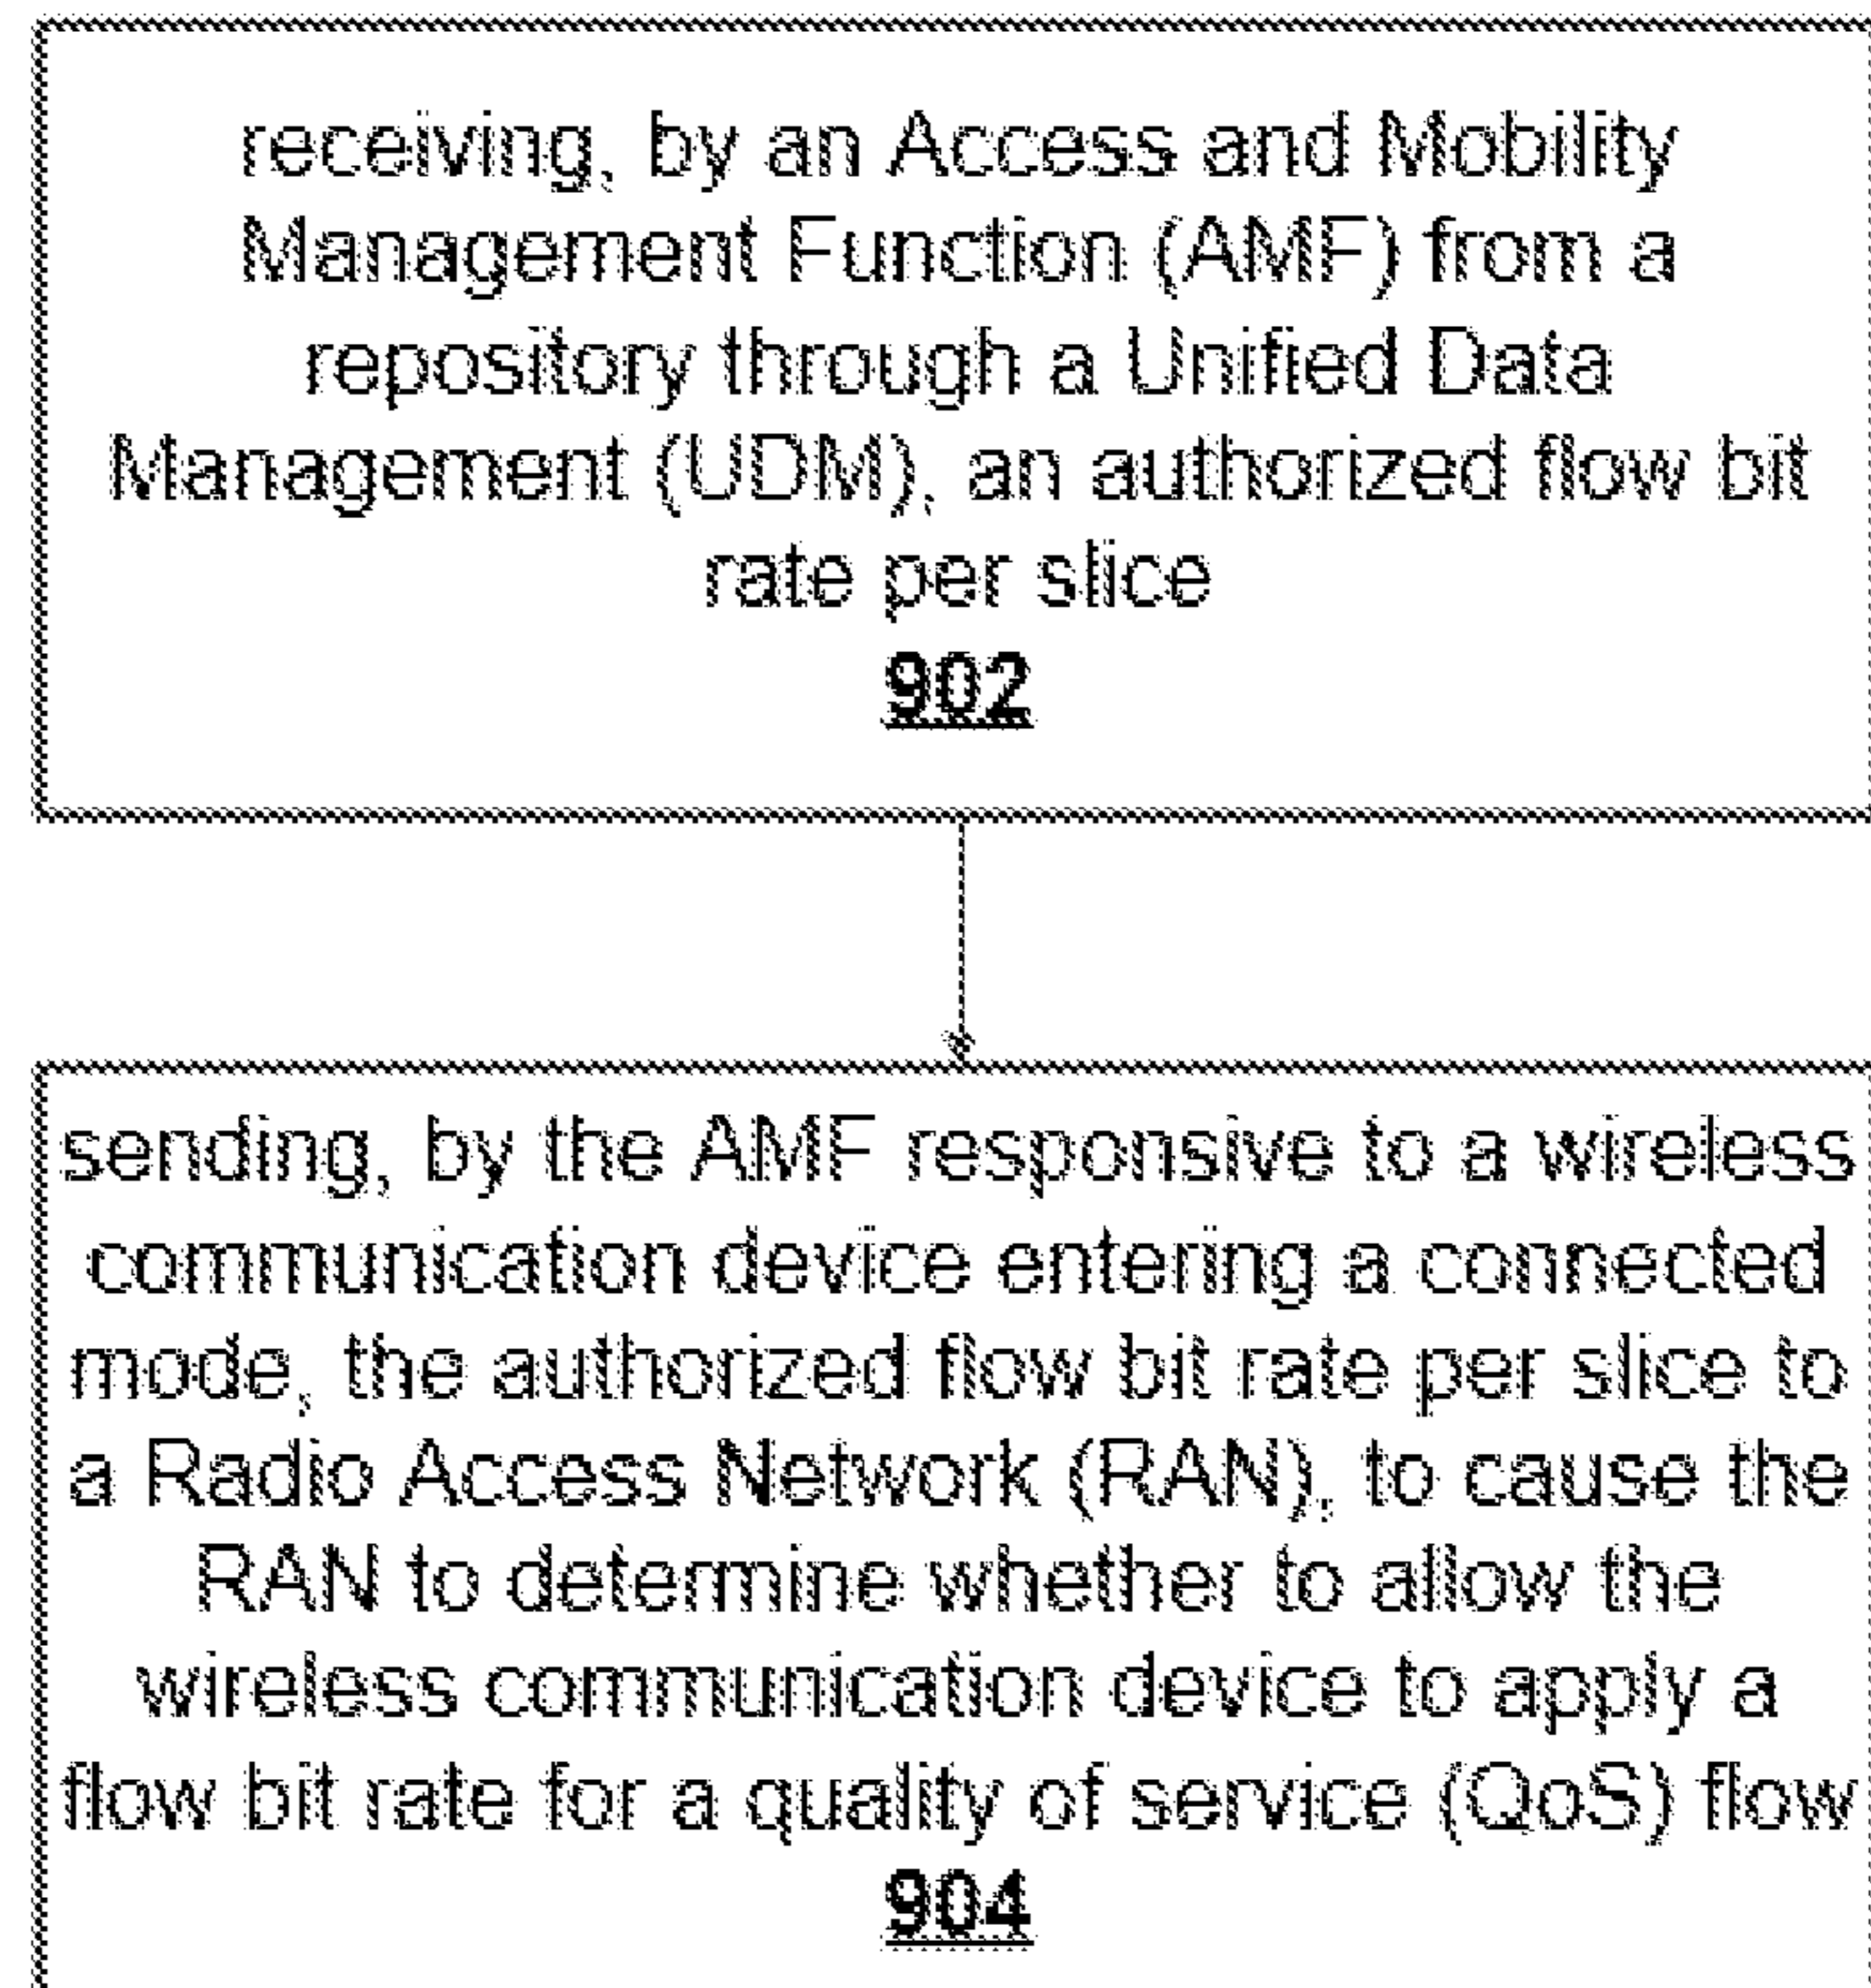 receiving, by an Access and Mobility
Management Function (AMF) from a
repository through a Unified Data
Management (UDM), an authorized flow bit
rate per slice
902
sending, by the AMF responsive to a wireless
communication device entering a connected
mode, the authorized flow bit rate per slice to
a Radio Access Network (RAN), to cause the
RAN to determine whether to allow the
wireless communication device to apply a
flow bit rate for a quality of service (QoS) flow
904